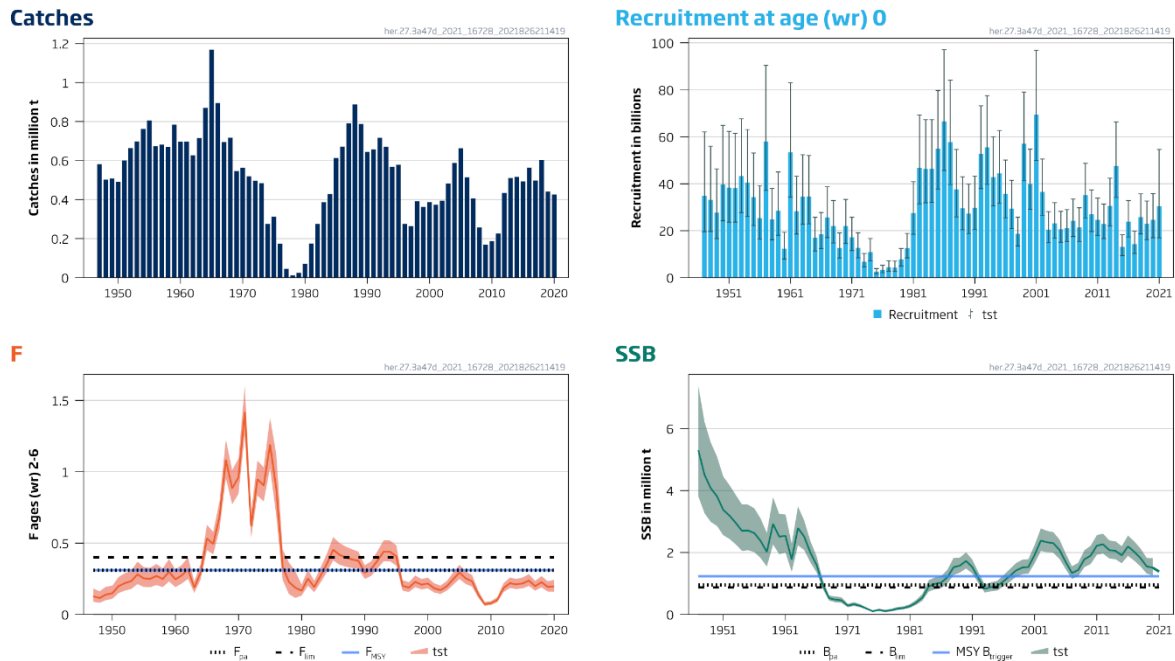 Catches
her.27.3a47d_2021_16728_2021826211419
Catches in million t
1.2
1
0.8
0.6
0.4
0.2
0
1950 1960 1970 1980 1990 2000 2010 2020
Recruitment at age (wr) 0
her.27.3a47d_2021_16728_2021826211419
Recruitment in billions
100
80
60
40
20
0
1951 1961 1971 1981 1991 2001 2011 2021
Recruitment tst
F
her.27.3a47d_2021_16728_2021826211419
F ages (wr) 2-6
1.5
1
0.5
0
1950 1960 1970 1980 1990 2000 2010 2020
Fpa Flim FMSY tst
SSB
her.27.3a47d_2021_16728_2021826211419
SSB in million t
6
4
2
0
1951 1961 1971 1981 1991 2001 2011 2021
Bpa Blim MSY Btrigger tst